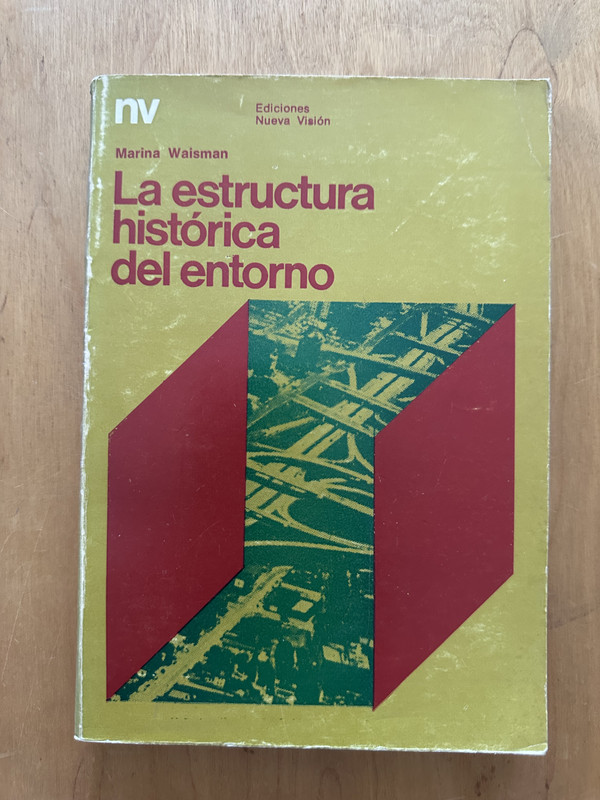 nv
Ediciones
Nueva Visión
Marina Waisman
La estructura
histórica
del entorno